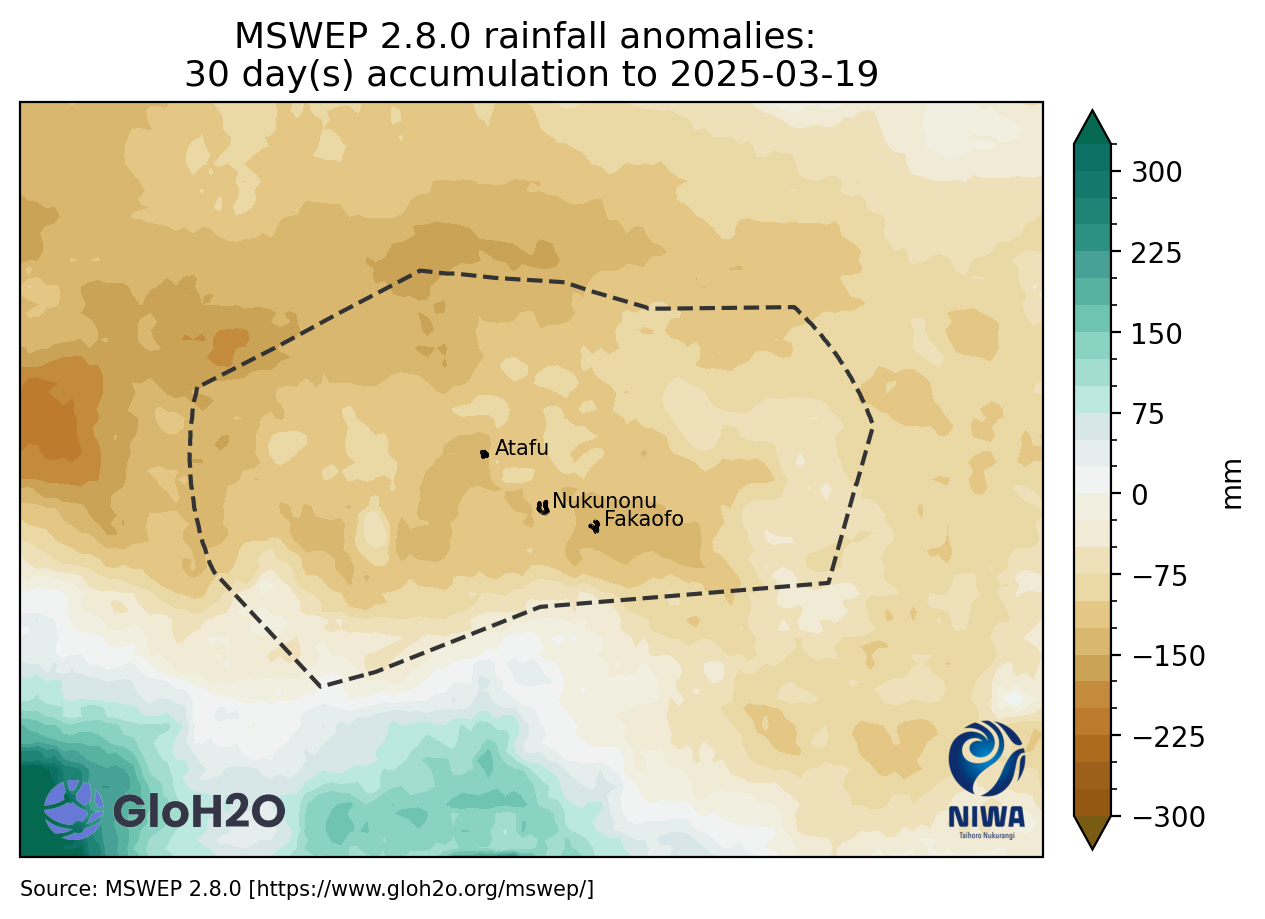 MSWEP 2.8.0 rainfall anomalies:
30 day(s) accumulation to 2025-03-19
300
225
150
75
0
−75
−150
−225
−300
mm
Atafu
Nukunonu
Fakaofo
GloH2O
NIWA
Taihoro Nukurangi
Source: MSWEP 2.8.0 [https://www.gloh2o.org/mswep/]